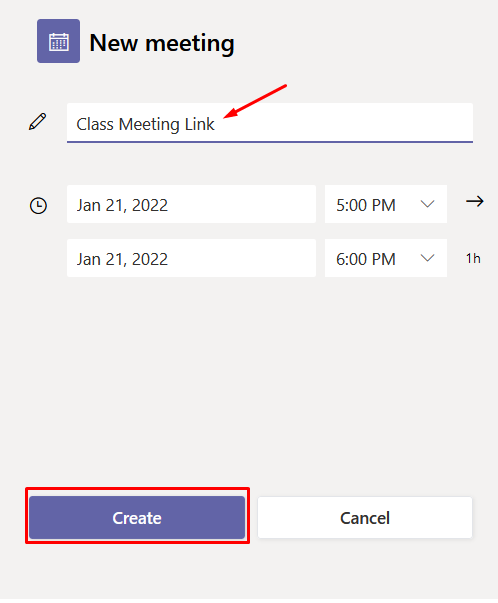 New meeting
Class Meeting Link
Jan 21, 2022 5:00 PM
Jan 21, 2022 6:00 PM 1h
Create Cancel